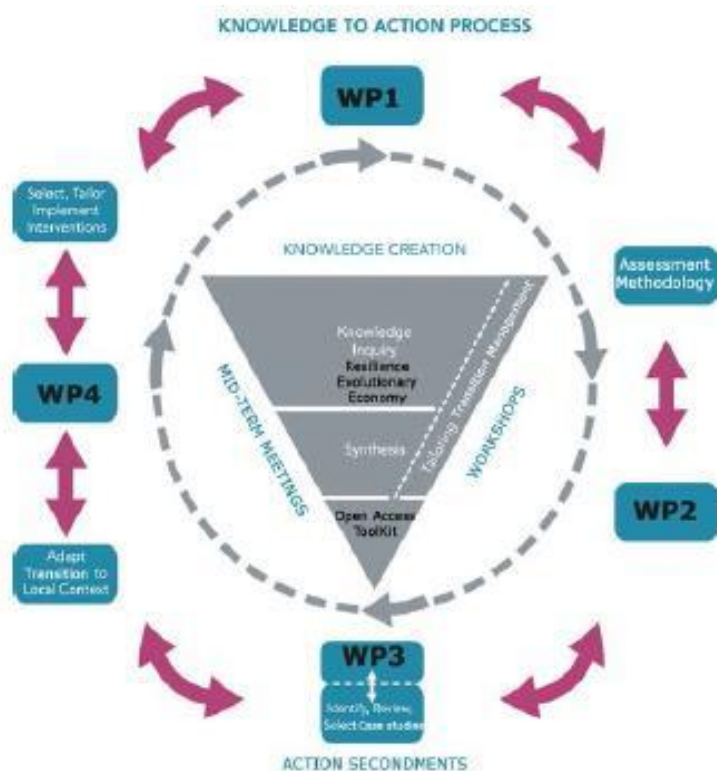 KNOWLEDGE TO ACTION PROCESS
WP1
Select, Tailor
Implement
Interventions
KNOWLEDGE CREATION
Assessment
Methodology
Knowledge
Inquiry
Resilience
Evolutionary
Economy
Tailoring Transition Management
WP4
MID-TERM MEETINGS
Synthesis
WORKSHOPS
WP2
Open Access
ToolKit
Adapt
Transition to
Local Context
WP3
Identify, Review,
Select Case studies
ACTION SECONDMENTS